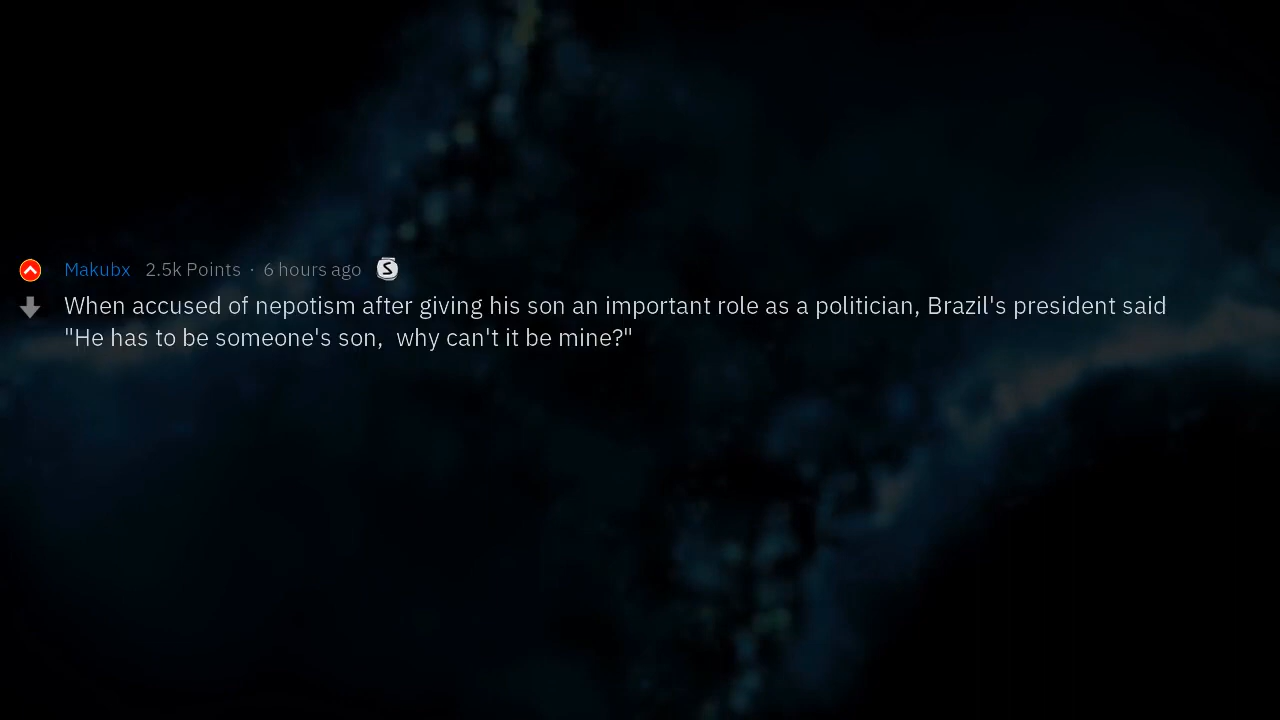 Makubx 2.5k Points · 6 hours ago S
When accused of nepotism after giving his son an important role as a politician, Brazil's president said
"He has to be someone's son,  why can't it be mine?"